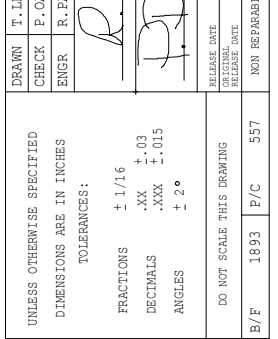 UNLESS OTHERWISE SPECIFIED
DIMENSIONS ARE IN INCHES
TOLERANCES:
FRACTIONS ± 1/16
DECIMALS .XX ±.03
.XXX ±.015
ANGLES ± 2°
DO NOT SCALE THIS DRAWING
B/F 1893 P/C 557
DRAWN
CHECK
ENGR
RELEASE DATE
ORIGINAL
RELEASE DATE
NON